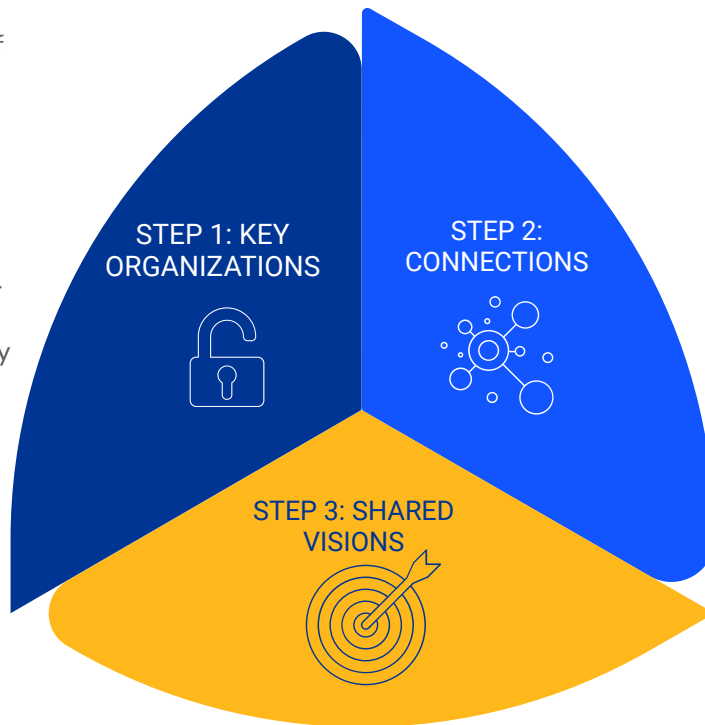 STEP 1: KEY
ORGANIZATIONS
STEP 2:
CONNECTIONS
STEP 3: SHARED
VISIONS